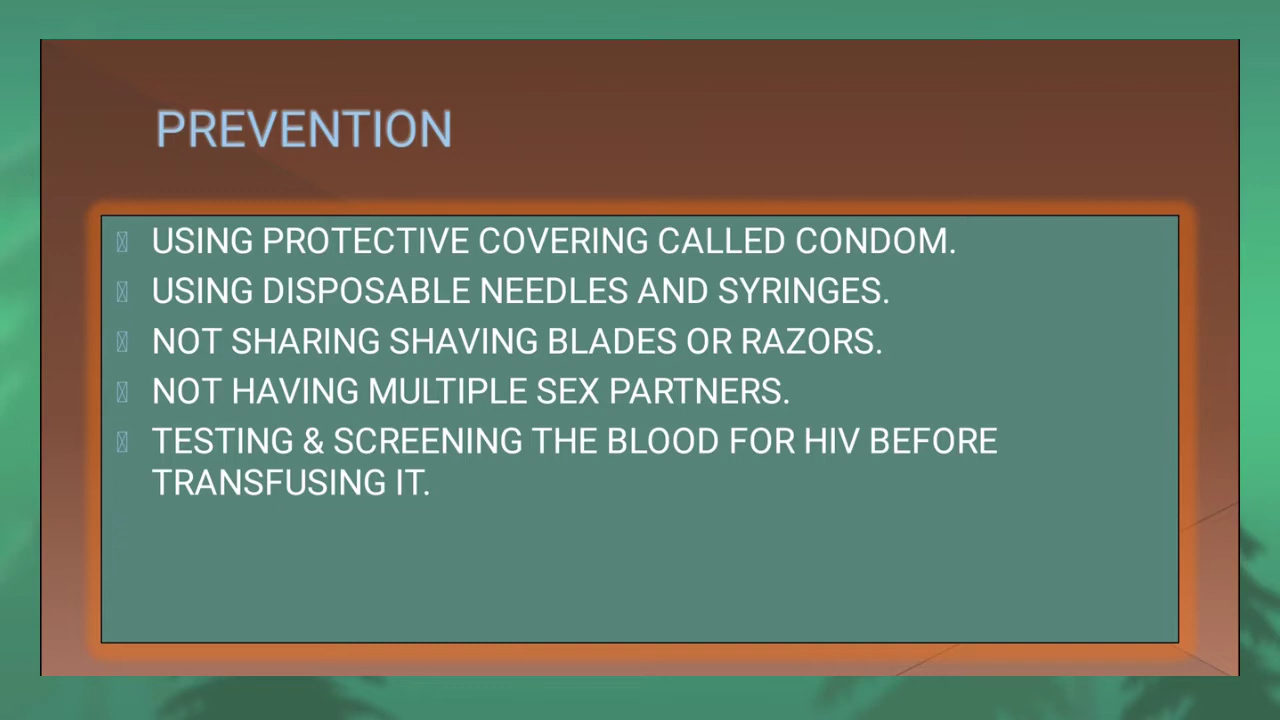 PREVENTION
USING PROTECTIVE COVERING CALLED CONDOM.
USING DISPOSABLE NEEDLES AND SYRINGES.
NOT SHARING SHAVING BLADES OR RAZORS.
NOT HAVING MULTIPLE SEX PARTNERS.
TESTING & SCREENING THE BLOOD FOR HIV BEFORE
TRANSFUSING IT.